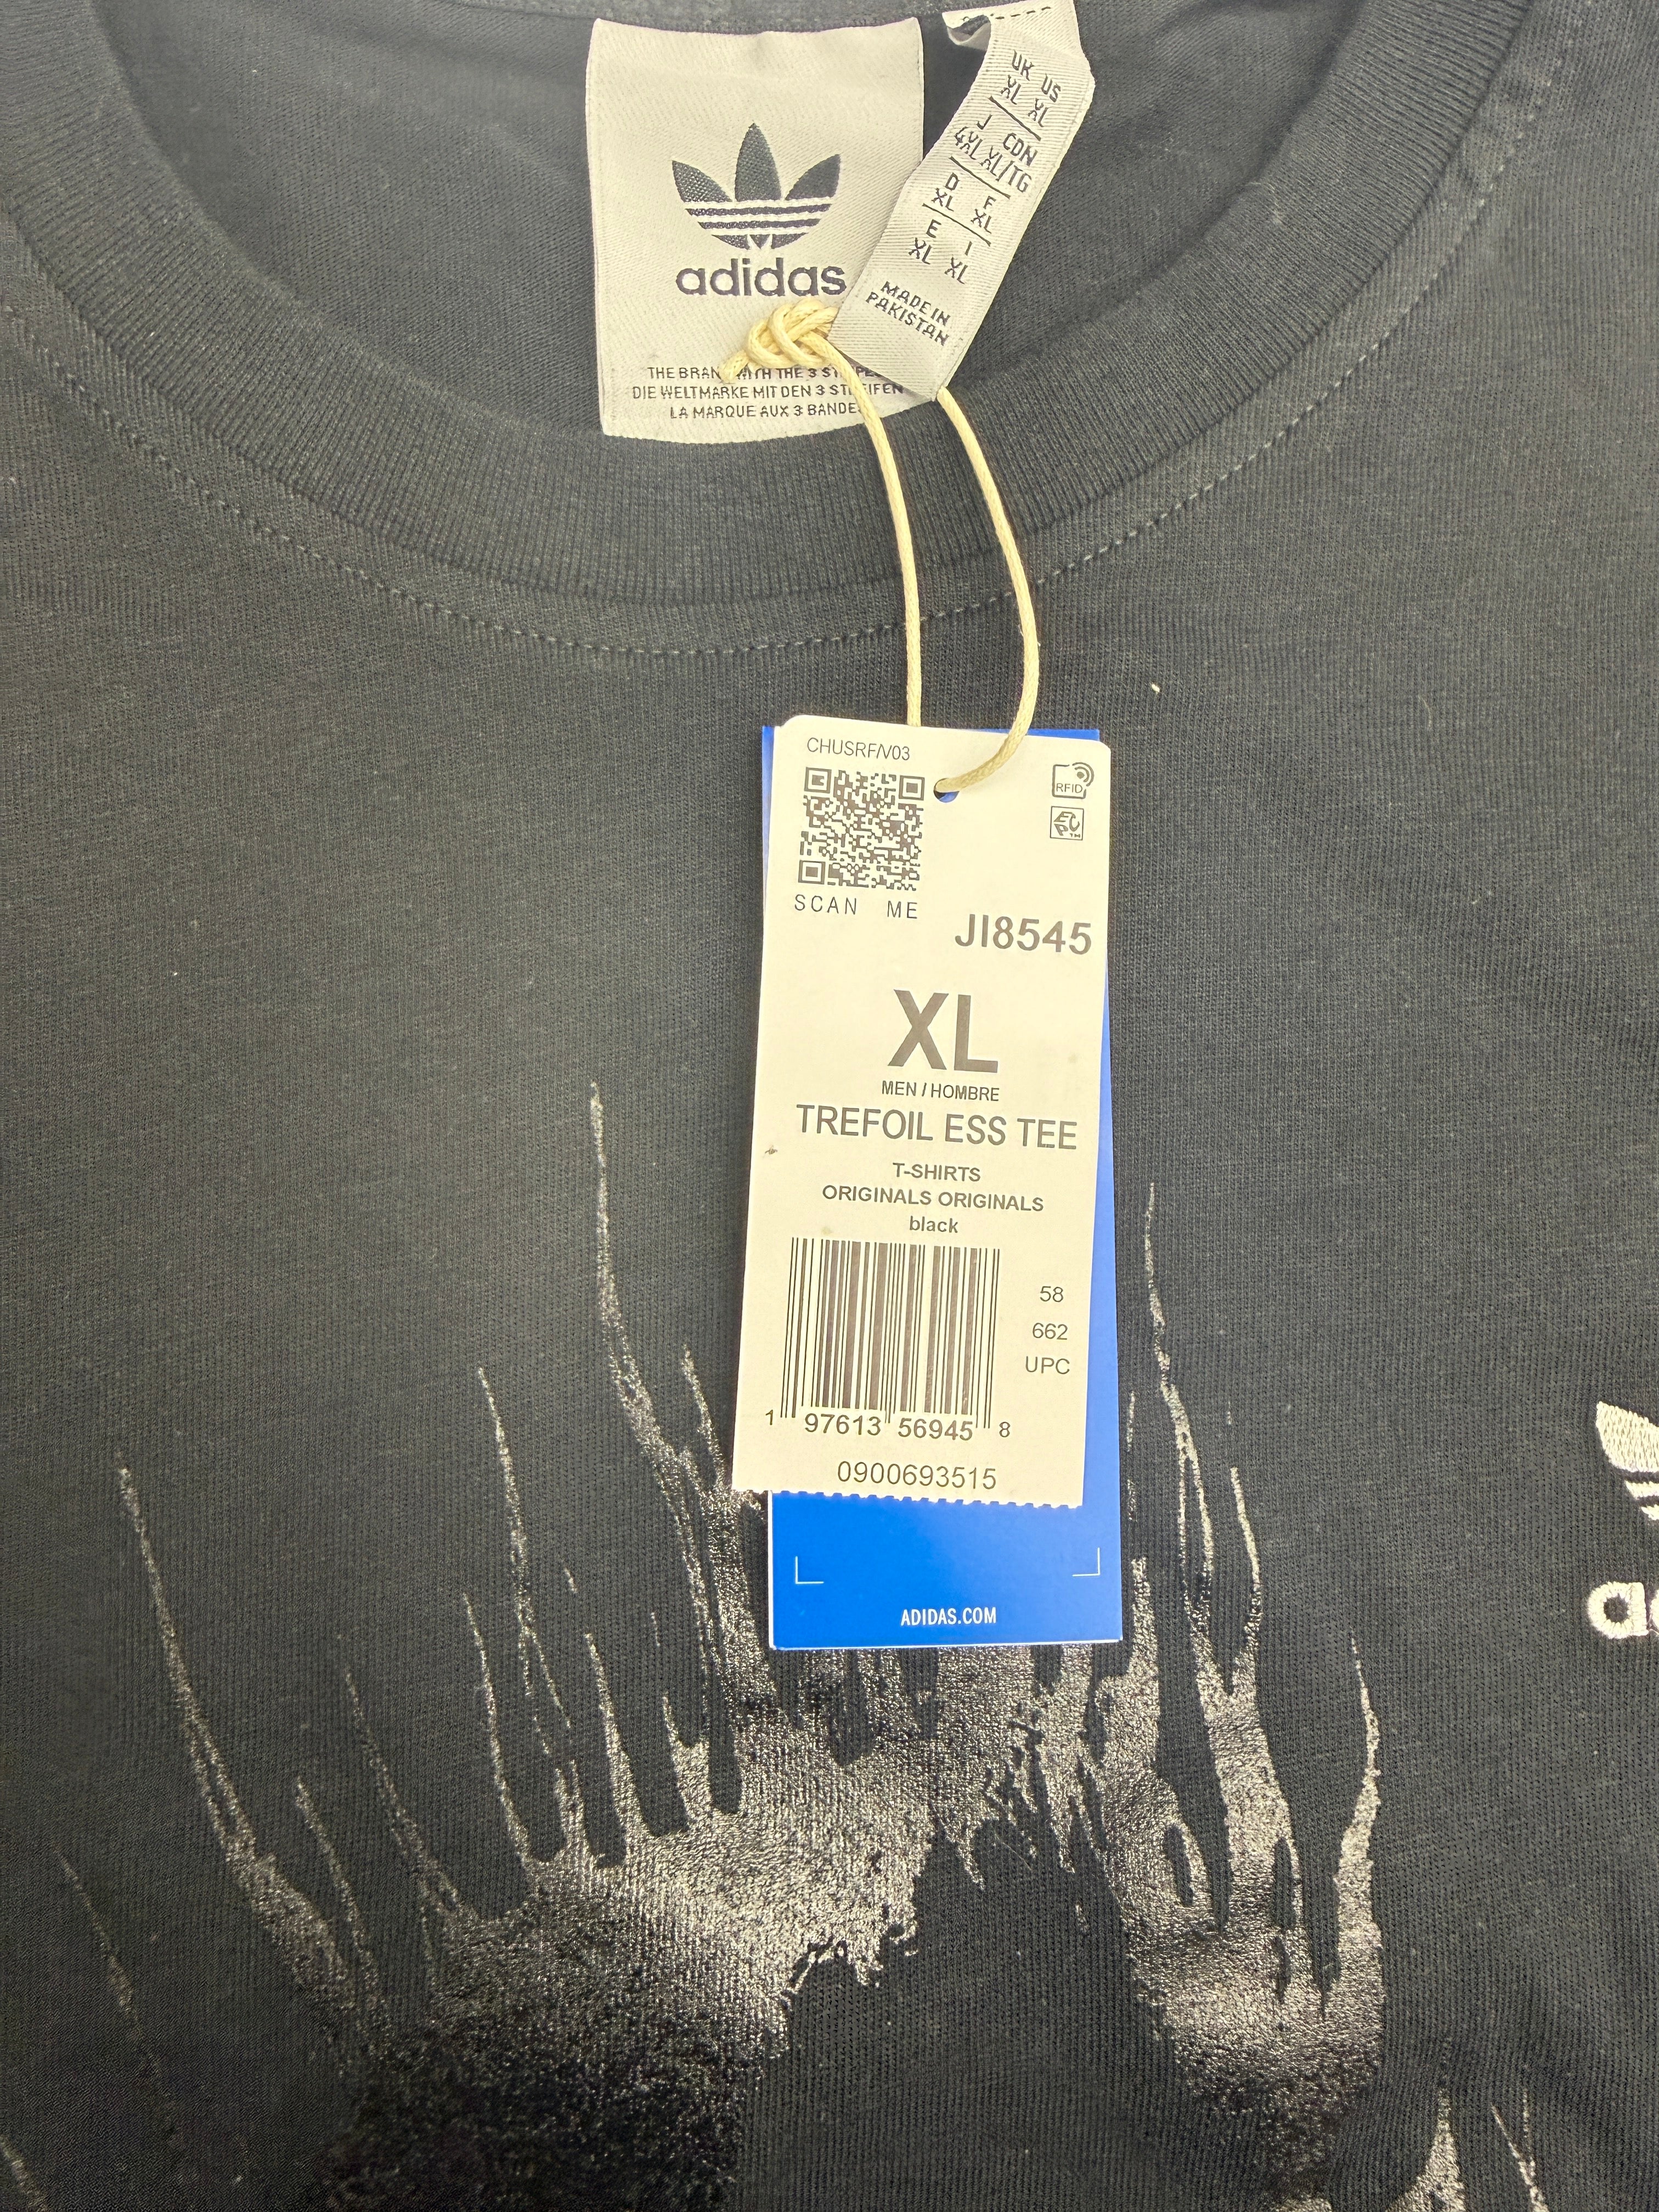 adidas
THE BRAND WITH THE 3 STRIPES
DIE WELTMARKE MIT DEN 3 STREIFEN
LA MARQUE AUX 3 BANDES
UK US
XL XL
J CDN
4XL XL/TG
D F
XL XL
E I
XL XL
MADE IN
PAKISTAN
CHUSRF/V03
RFID
EPC™
SCAN ME
JI8545
XL
MEN / HOMBRE
TREFOIL ESS TEE
T-SHIRTS
ORIGINALS ORIGINALS
black
58
662
UPC
1 97613 56945 8
0900693515
ADIDAS.COM